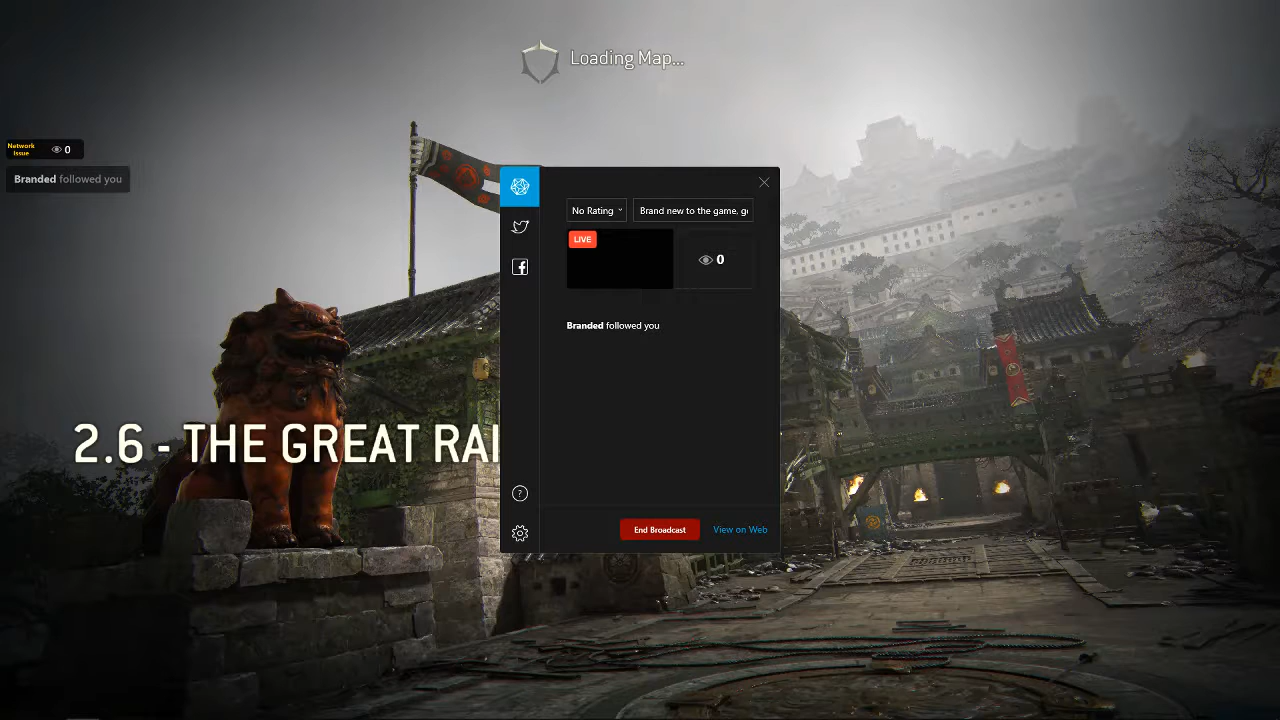 Loading Map...
Network
Issue
0
Branded followed you
No Rating
Brand new to the game, g
LIVE
0
Branded followed you
2.6 - THE GREAT RAI
?
End Broadcast
View on Web